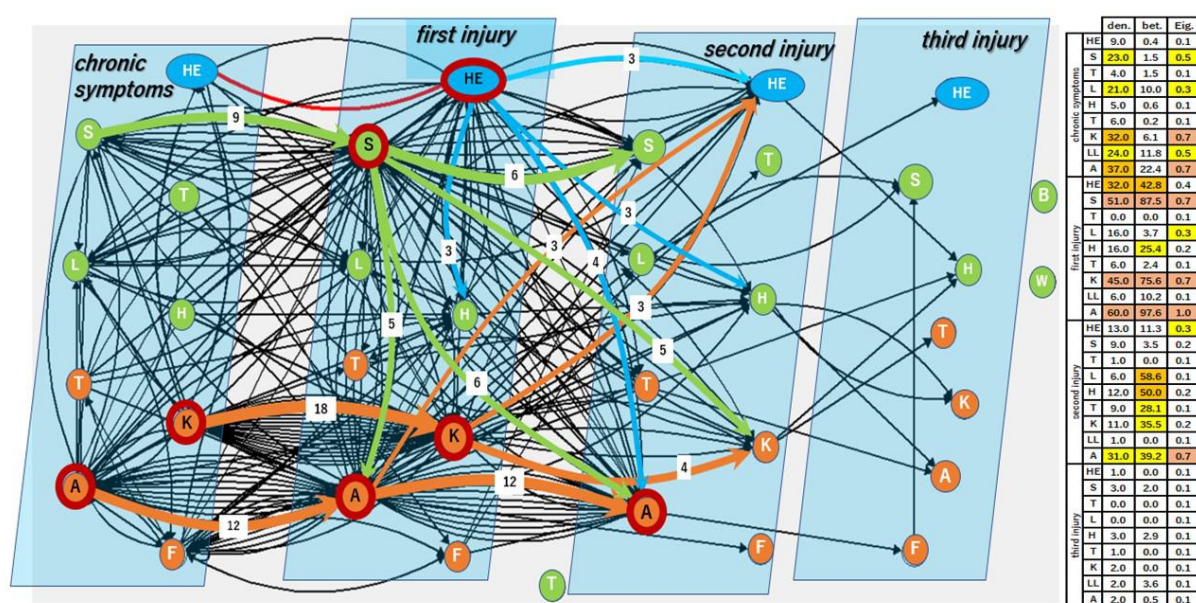 first injury
second injury
third injury
chronic symptoms
HE
HE
HE
HE
S
S
S
S
T
T
L
L
L
H
H
H
H
B
W
T
T
T
T
K
K
K
K
A
A
A
A
F
F
F
F
T
9
3
6
3
3
3
4
3
5
5
6
18
4
12
12
den. bet. Eig.
chronic symptoms
HE 9.0 0.4 0.1
S 23.0 1.5 0.5
T 4.0 1.5 0.1
L 21.0 10.0 0.3
H 5.0 0.6 0.1
T 6.0 0.2 0.1
K 32.0 6.1 0.7
LL 24.0 11.8 0.5
A 37.0 22.4 0.7
first injury
HE 32.0 42.8 0.4
S 51.0 87.5 0.7
T 0.0 0.0 0.1
L 16.0 3.7 0.3
H 16.0 25.4 0.2
T 6.0 2.4 0.1
K 45.0 75.6 0.7
LL 6.0 10.2 0.1
A 60.0 97.6 1.0
second injury
HE 13.0 11.3 0.3
S 9.0 3.5 0.2
T 1.0 0.0 0.1
L 6.0 58.6 0.1
H 12.0 50.0 0.2
T 9.0 28.1 0.1
K 11.0 35.5 0.2
LL 1.0 0.0 0.1
A 31.0 39.2 0.7
third injury
HE 1.0 0.0 0.1
S 3.0 2.0 0.1
T 0.0 0.0 0.1
L 0.0 0.0 0.1
H 3.0 2.9 0.1
T 1.0 0.0 0.1
K 2.0 0.0 0.1
LL 2.0 3.6 0.1
A 2.0 0.5 0.1